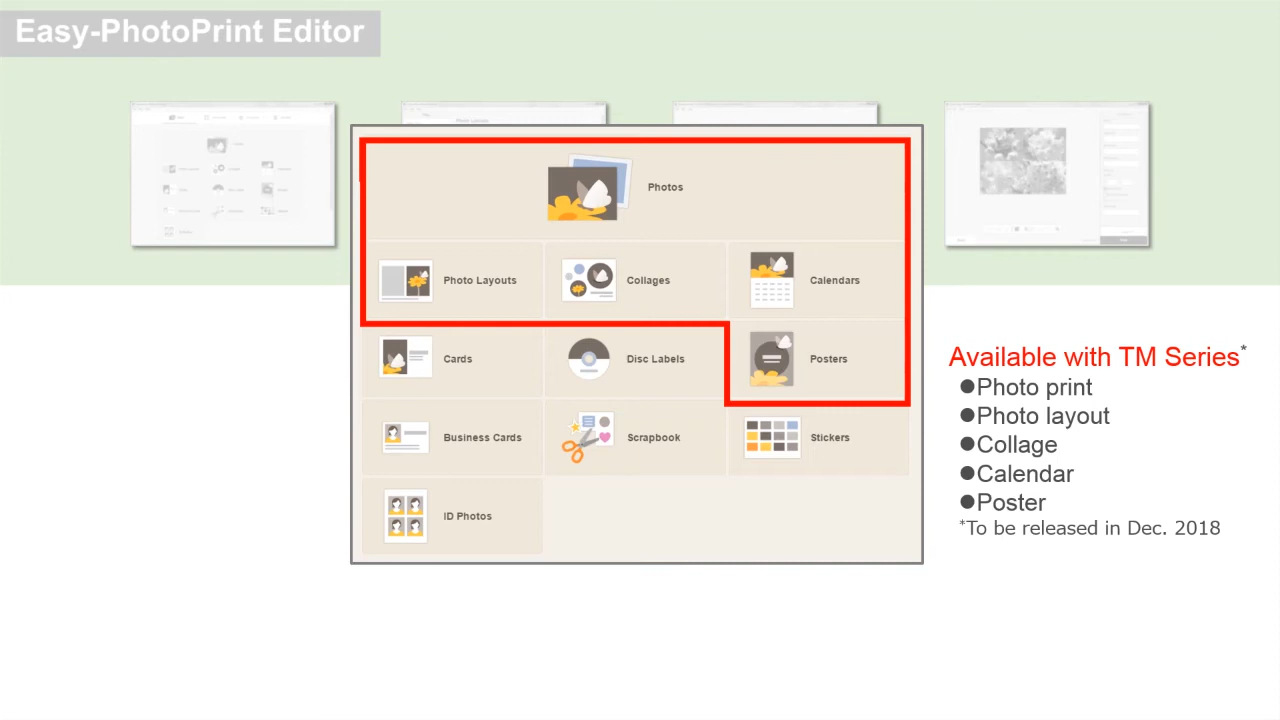 Easy-PhotoPrint Editor
Photos
Photo Layouts
Collages
Calendars
Cards
Disc Labels
Posters
Business Cards
Scrapbook
Stickers
ID Photos
Available with TM Series*
●Photo print
●Photo layout
●Collage
●Calendar
●Poster
*To be released in Dec. 2018